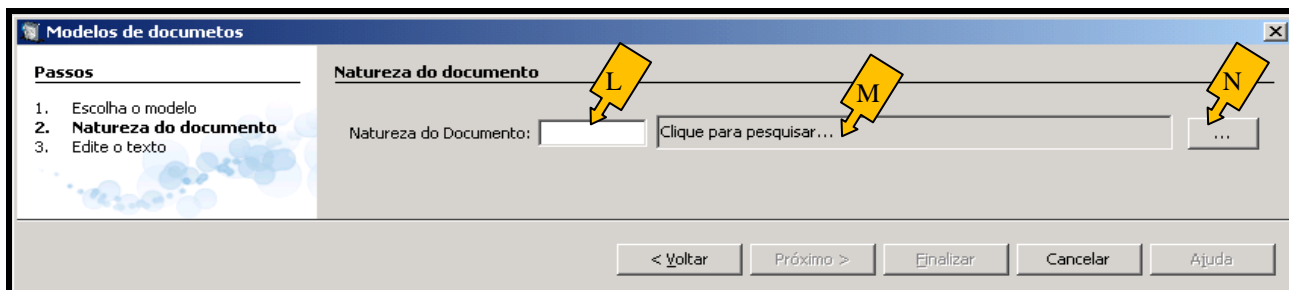 Modelos de documetos
Passos
1. Escolha o modelo
2. Natureza do documento
3. Edite o texto
Natureza do documento
L
M
N
Natureza do Documento:
Clique para pesquisar...
...
< Voltar
Próximo >
Finalizar
Cancelar
Ajuda